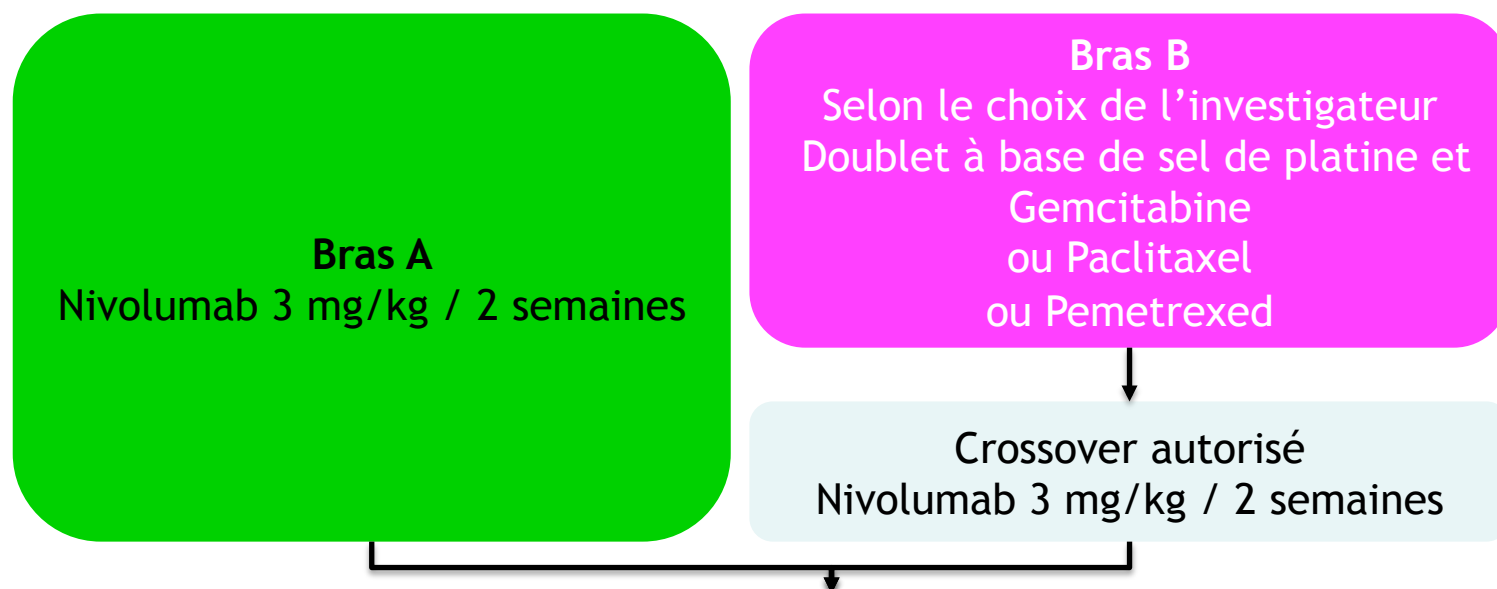 Bras A
Nivolumab 3 mg/kg / 2 semaines
Bras B
Selon le choix de l’investigateur
Doublet à base de sel de platine et
Gemcitabine
ou Paclitaxel
ou Pemetrexed
Crossover autorisé
Nivolumab 3 mg/kg / 2 semaines